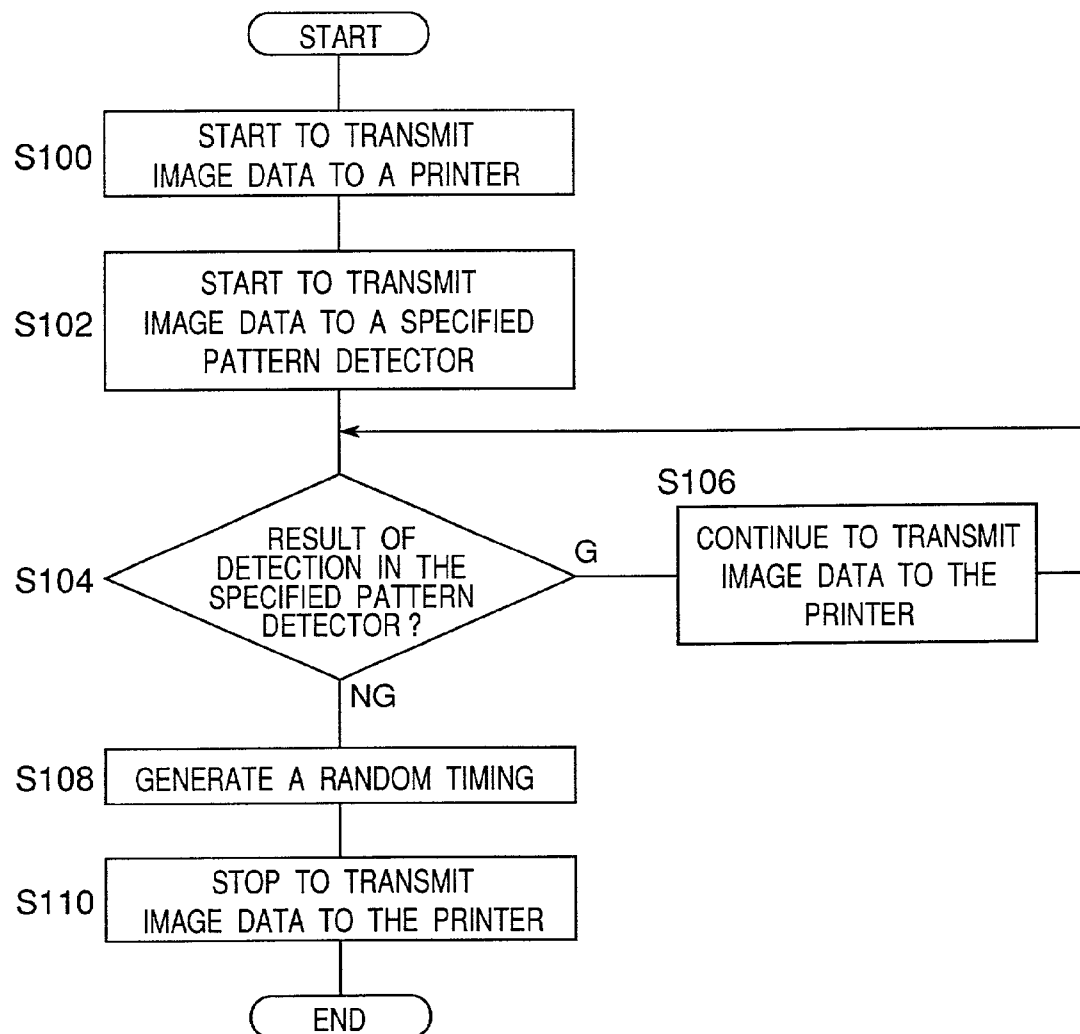 START
S100
START TO TRANSMIT
IMAGE DATA TO A PRINTER
S102
START TO TRANSMIT
IMAGE DATA TO A SPECIFIED
PATTERN DETECTOR
S104
RESULT OF
DETECTION IN THE
SPECIFIED PATTERN
DETECTOR ?
G
S106
CONTINUE TO TRANSMIT
IMAGE DATA TO THE
PRINTER
NG
S108
GENERATE A RANDOM TIMING
S110
STOP TO TRANSMIT
IMAGE DATA TO THE PRINTER
END